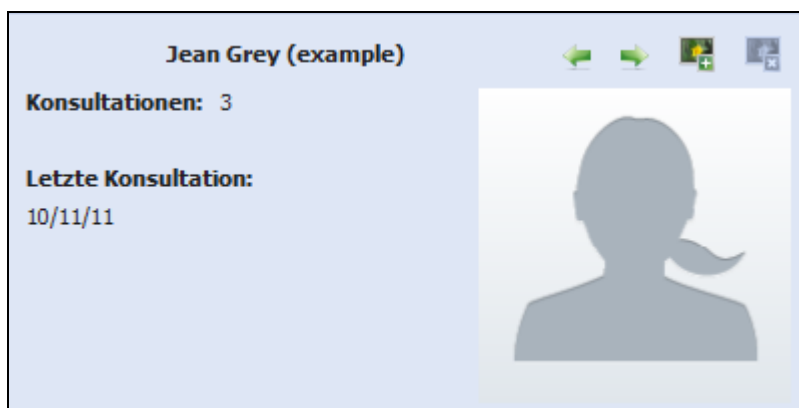 Jean Grey (example)
Konsultationen: 3
Letzte Konsultation:
10/11/11